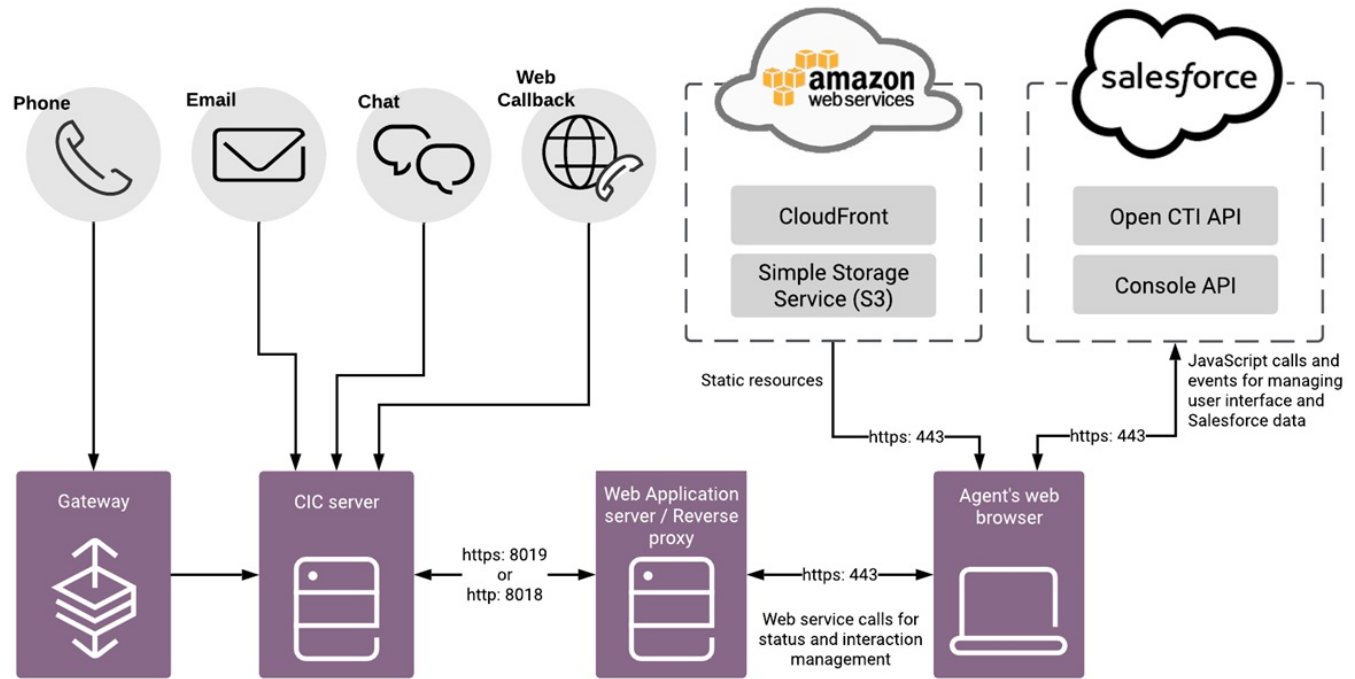 Phone
Email
Chat
Web
Callback
amazon
webservices
salesforce
CloudFront
Simple Storage
Service (S3)
Open CTI API
Console API
Static resources
JavaScript calls and
events for managing
user interface and
Salesforce data
https: 443
https: 443
Gateway
CIC server
https: 8019
or
http: 8018
Web Application
server / Reverse
proxy
https: 443
Web service calls for
status and interaction
management
Agent's web
browser